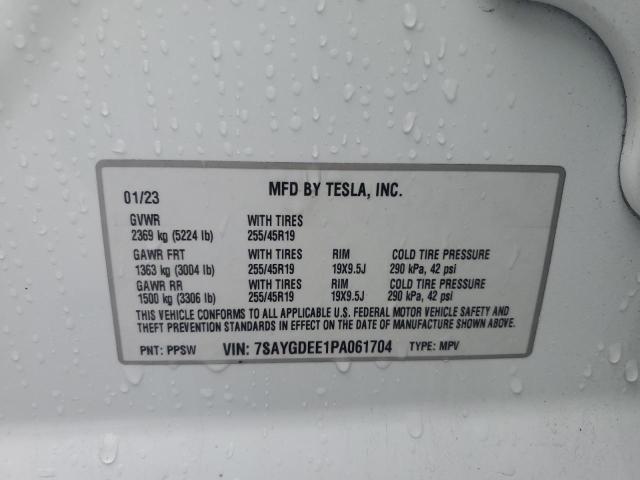 01/23 MFD BY TESLA, INC.
GVWR WITH TIRES
2369 kg (5224 lb) 255/45R19
GAWR FRT WITH TIRES RIM COLD TIRE PRESSURE
1363 kg (3004 lb) 255/45R19 19X9.5J 290 kPa, 42 psi
GAWR RR WITH TIRES RIM COLD TIRE PRESSURE
1500 kg (3306 lb) 255/45R19 19X9.5J 290 kPa, 42 psi
THIS VEHICLE CONFORMS TO ALL APPLICABLE U.S. FEDERAL MOTOR VEHICLE SAFETY AND
THEFT PREVENTION STANDARDS IN EFFECT ON THE DATE OF MANUFACTURE SHOWN ABOVE.
PNT: PPSW VIN: 7SAYGDEE1PA061704 TYPE: MPV